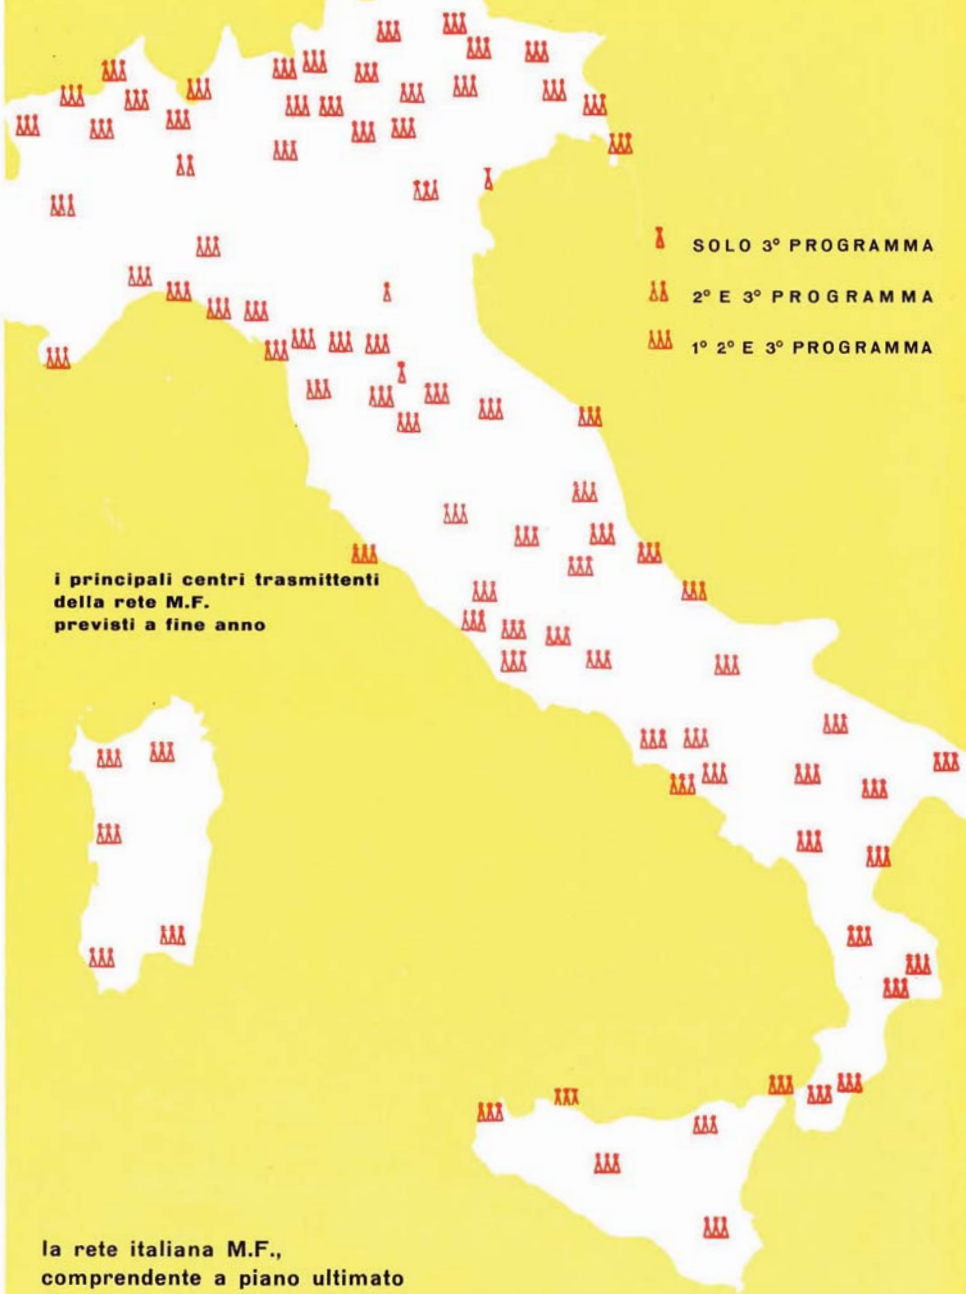 SOLO 3° PROGRAMMA
2° E 3° PROGRAMMA
1° 2° E 3° PROGRAMMA
i principali centri trasmittenti
della rete M.F.
previsti a fine anno
la rete italiana M.F.,
comprendente a piano ultimato